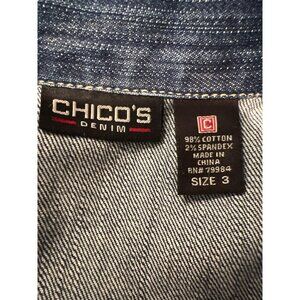 CHICO'S
DENIM
C
98% COTTON
2% SPANDEX
MADE IN
CHINA
RN# 79984
SIZE 3